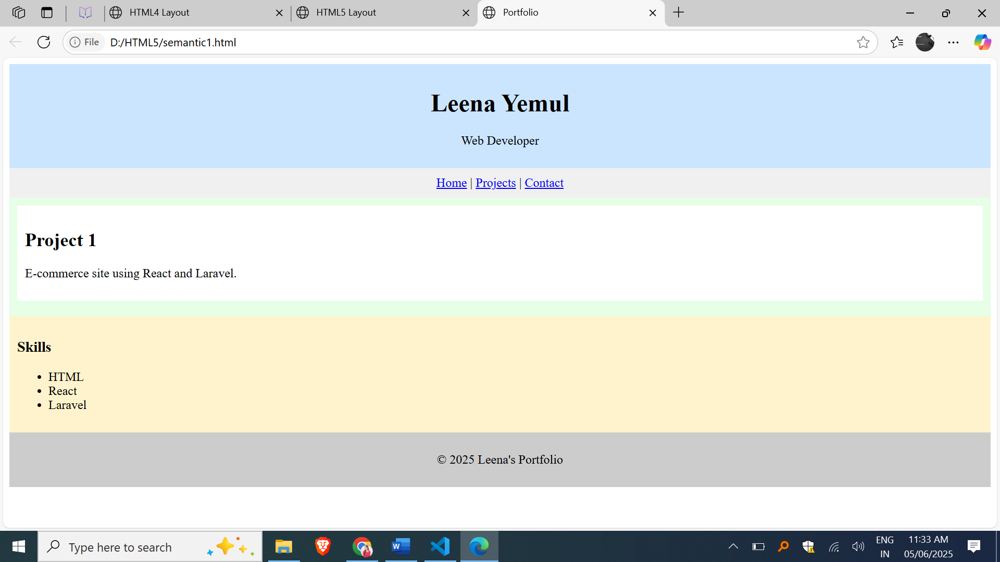 HTML4 Layout
HTML5 Layout
Portfolio
File D:/HTML5/semantic1.html
Leena Yemul
Web Developer
Home | Projects | Contact
Project 1
E-commerce site using React and Laravel.
Skills
• HTML
• React
• Laravel
© 2025 Leena's Portfolio
Type here to search
W
ENG
IN
11:33 AM
05/06/2025